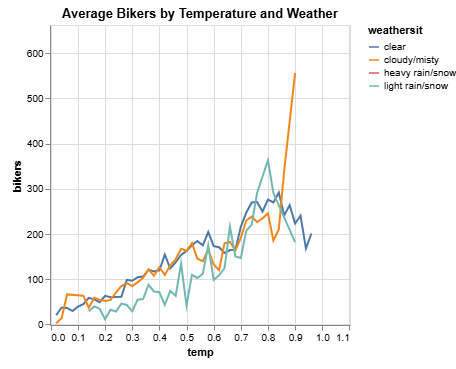 Average Bikers by Temperature and Weather
weathersit
clear
cloudy/misty
heavy rain/snow
light rain/snow
bikers
600
500
400
300
200
100
0
0.0 0.1 0.2 0.3 0.4 0.5 0.6 0.7 0.8 0.9 1.0 1.1
temp